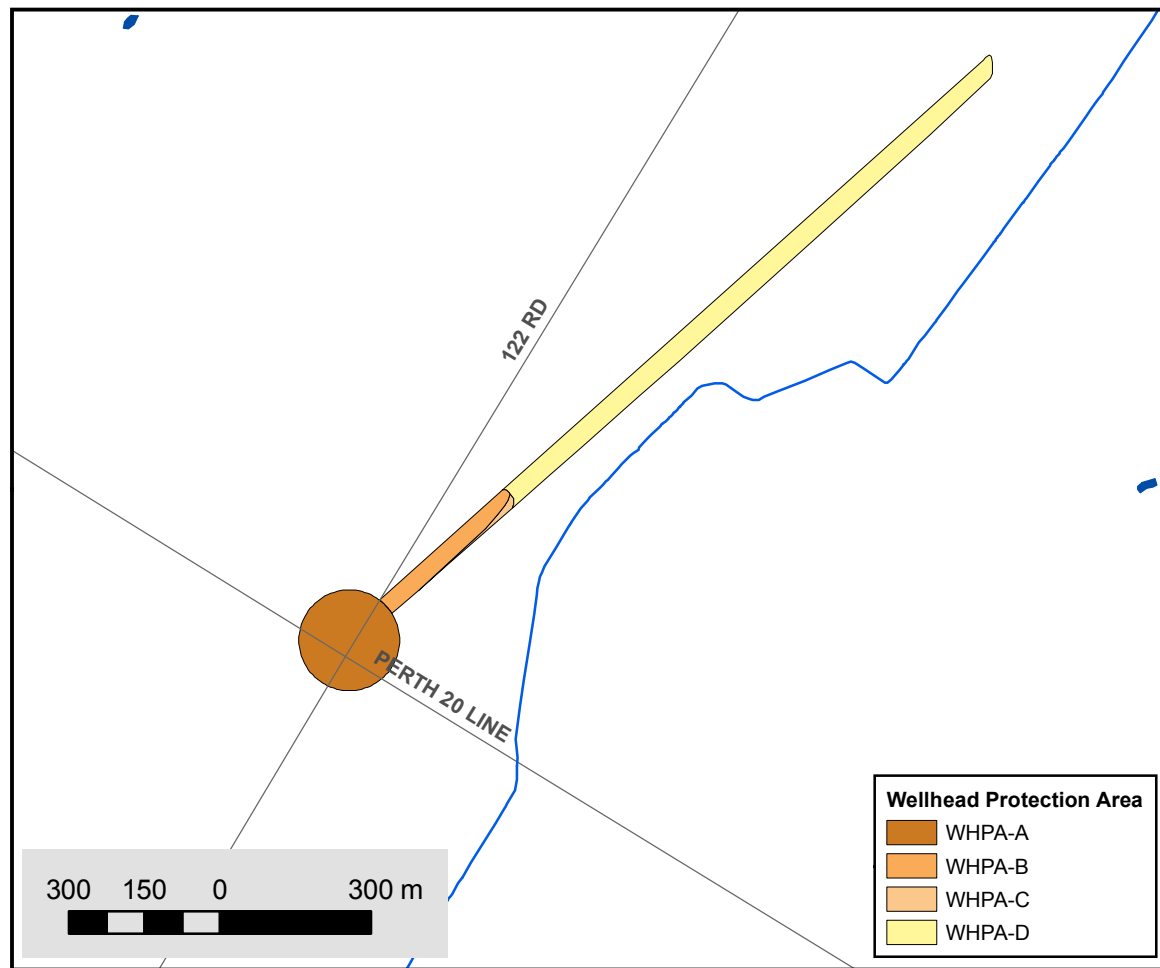 122 RD
PERTH 20 LINE
300 150 0 300 m
Wellhead Protection Area
WHPA-A
WHPA-B
WHPA-C
WHPA-D